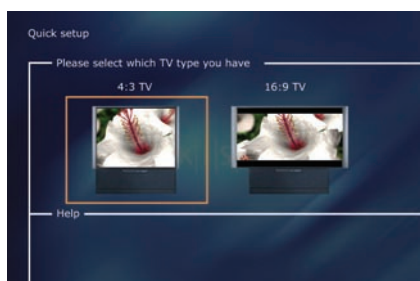 Quick setup
Please select which TV type you have
4:3 TV
16:9 TV
Help